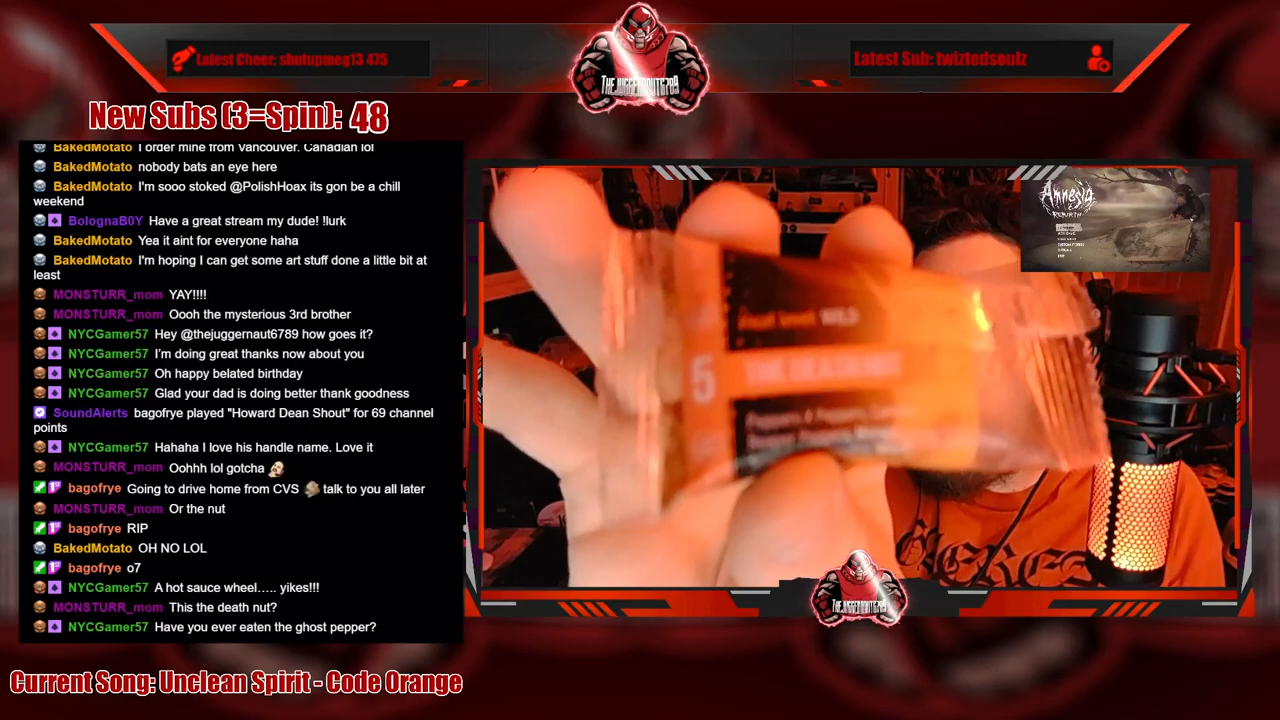 Latest Cheer: shutupmeg13 475
THEJUGGERNAUT6789
Latest Sub: twiztedsoulz
New Subs (3=Spin): 48
BakedMotato I order mine from Vancouver. Canadian lol
BakedMotato nobody bats an eye here
BakedMotato I'm sooo stoked @PolishHoax its gon be a chill
weekend
BolognaB0Y Have a great stream my dude! !lurk
BakedMotato Yea it aint for everyone haha
BakedMotato I'm hoping I can get some art stuff done a little bit at
least
MONSTURR_mom YAY!!!!
MONSTURR_mom Oooh the mysterious 3rd brother
NYCGamer57 Hey @thejuggernaut6789 how goes it?
NYCGamer57 I'm doing great thanks now about you
NYCGamer57 Oh happy belated birthday
NYCGamer57 Glad your dad is doing better thank goodness
SoundAlerts bagofrye played "Howard Dean Shout" for 69 channel
points
NYCGamer57 Hahaha I love his handle name. Love it
MONSTURR_mom Oohhh lol gotcha
bagofrye Going to drive home from CVS talk to you all later
MONSTURR_mom Or the nut
bagofrye RIP
BakedMotato OH NO LOL
bagofrye o7
NYCGamer57 A hot sauce wheel..... yikes!!!
MONSTURR_mom This the death nut?
NYCGamer57 Have you ever eaten the ghost pepper?
Amnesia
REBIRTH
5
THE DEATH NUT
THEJUGGERNAUT6789
Current Song: Unclean Spirit - Code Orange